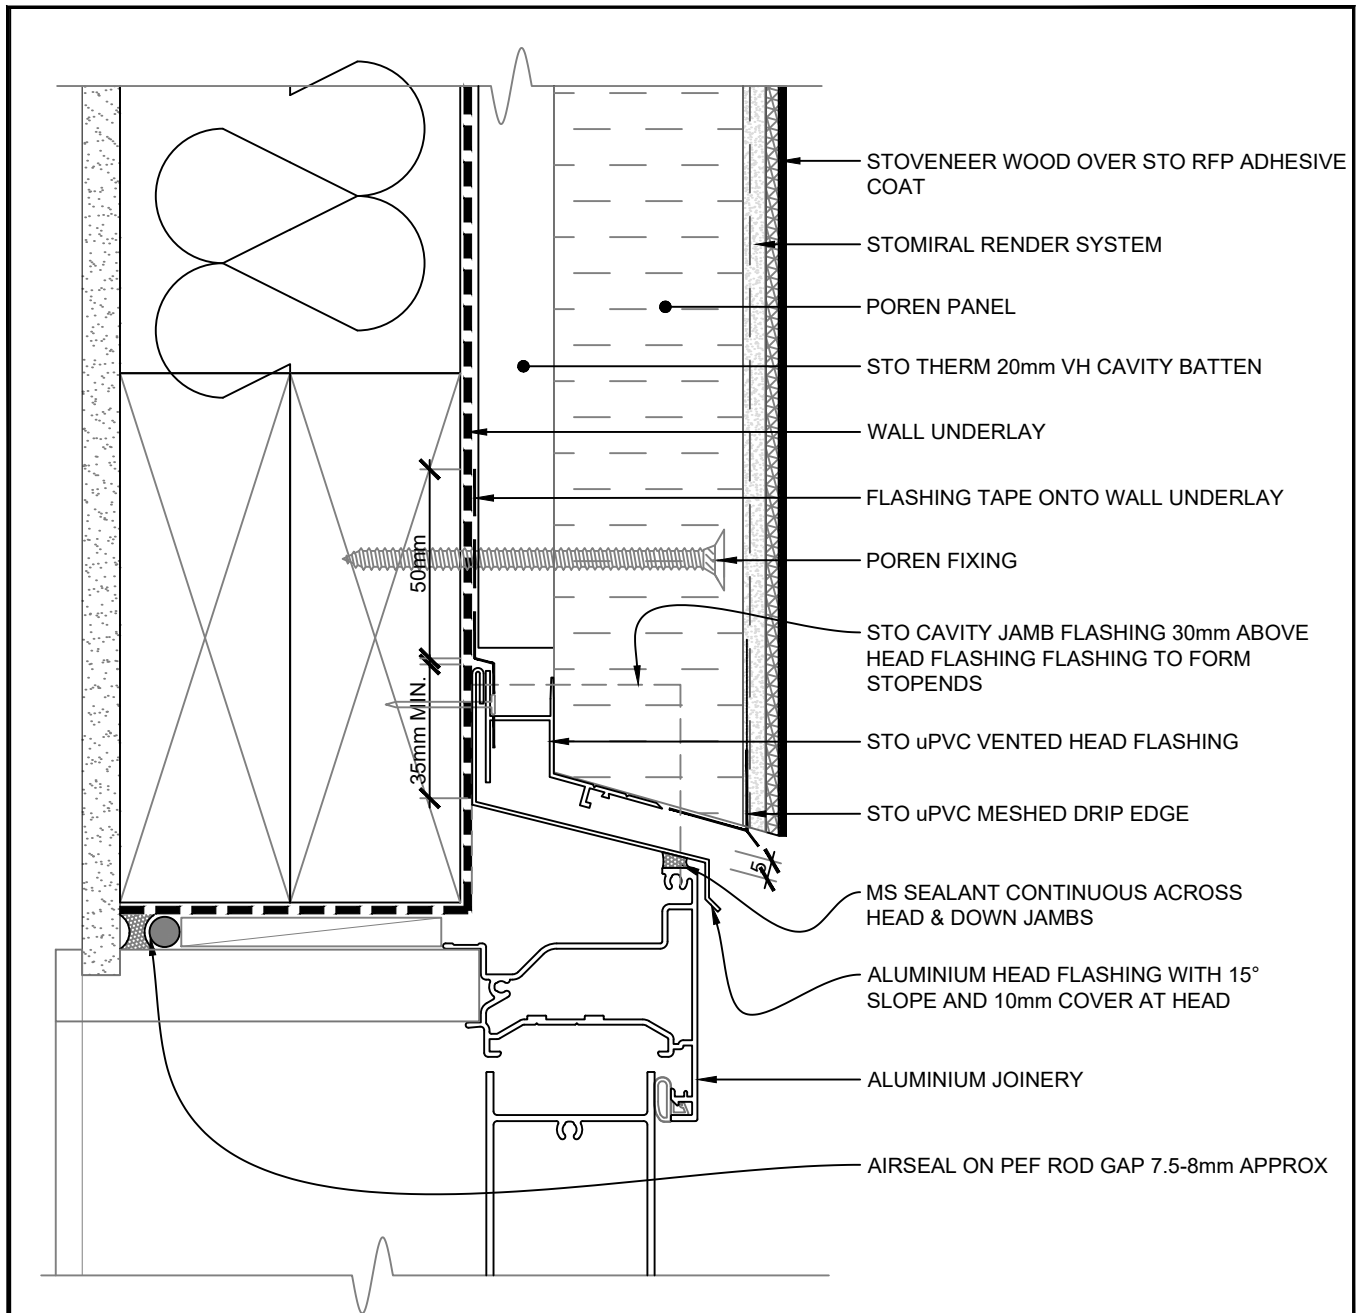 STOVENEER WOOD OVER STO RFP ADHESIVE
COAT
STOMIRAL RENDER SYSTEM
POREN PANEL
STO THERM 20mm VH CAVITY BATTEN
WALL UNDERLAY
FLASHING TAPE ONTO WALL UNDERLAY
50mm
POREN FIXING
STO CAVITY JAMB FLASHING 30mm ABOVE
HEAD FLASHING FLASHING TO FORM
STOPENDS
35mm MIN.
STO uPVC VENTED HEAD FLASHING
STO uPVC MESHED DRIP EDGE
5
MS SEALANT CONTINUOUS ACROSS
HEAD & DOWN JAMBS
ALUMINIUM HEAD FLASHING WITH 15°
SLOPE AND 10mm COVER AT HEAD
ALUMINIUM JOINERY
AIRSEAL ON PEF ROD GAP 7.5-8mm APPROX